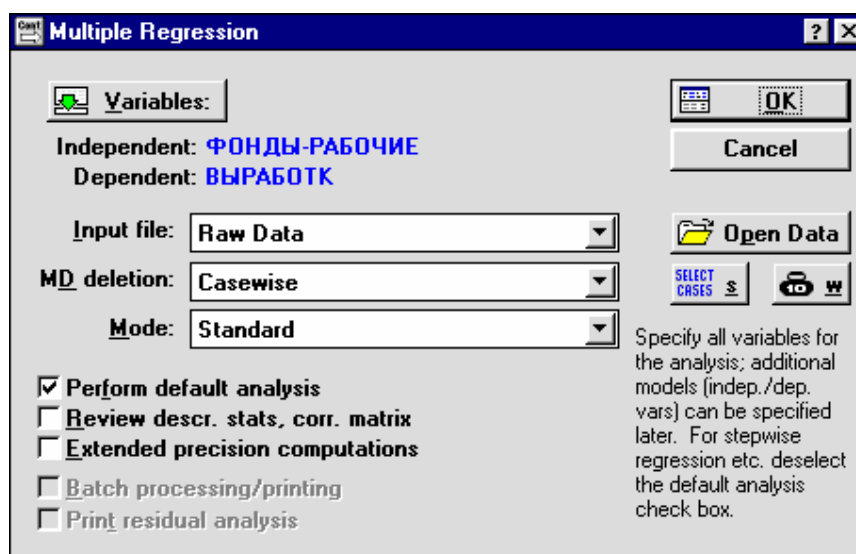 Multiple Regression
Variables:
Independent: ФОНДЫ-РАБОЧИЕ
Dependent: ВЫРАБОТК
Input file: Raw Data
MD deletion: Casewise
Mode: Standard
Perform default analysis
Review descr. stats, corr. matrix
Extended precision computations
Batch processing/printing
Print residual analysis
OK
Cancel
Open Data
SELECT
CASES S
W
Specify all variables for
the analysis; additional
models (indep./dep.
vars) can be specified
later. For stepwise
regression etc. deselect
the default analysis
check box.